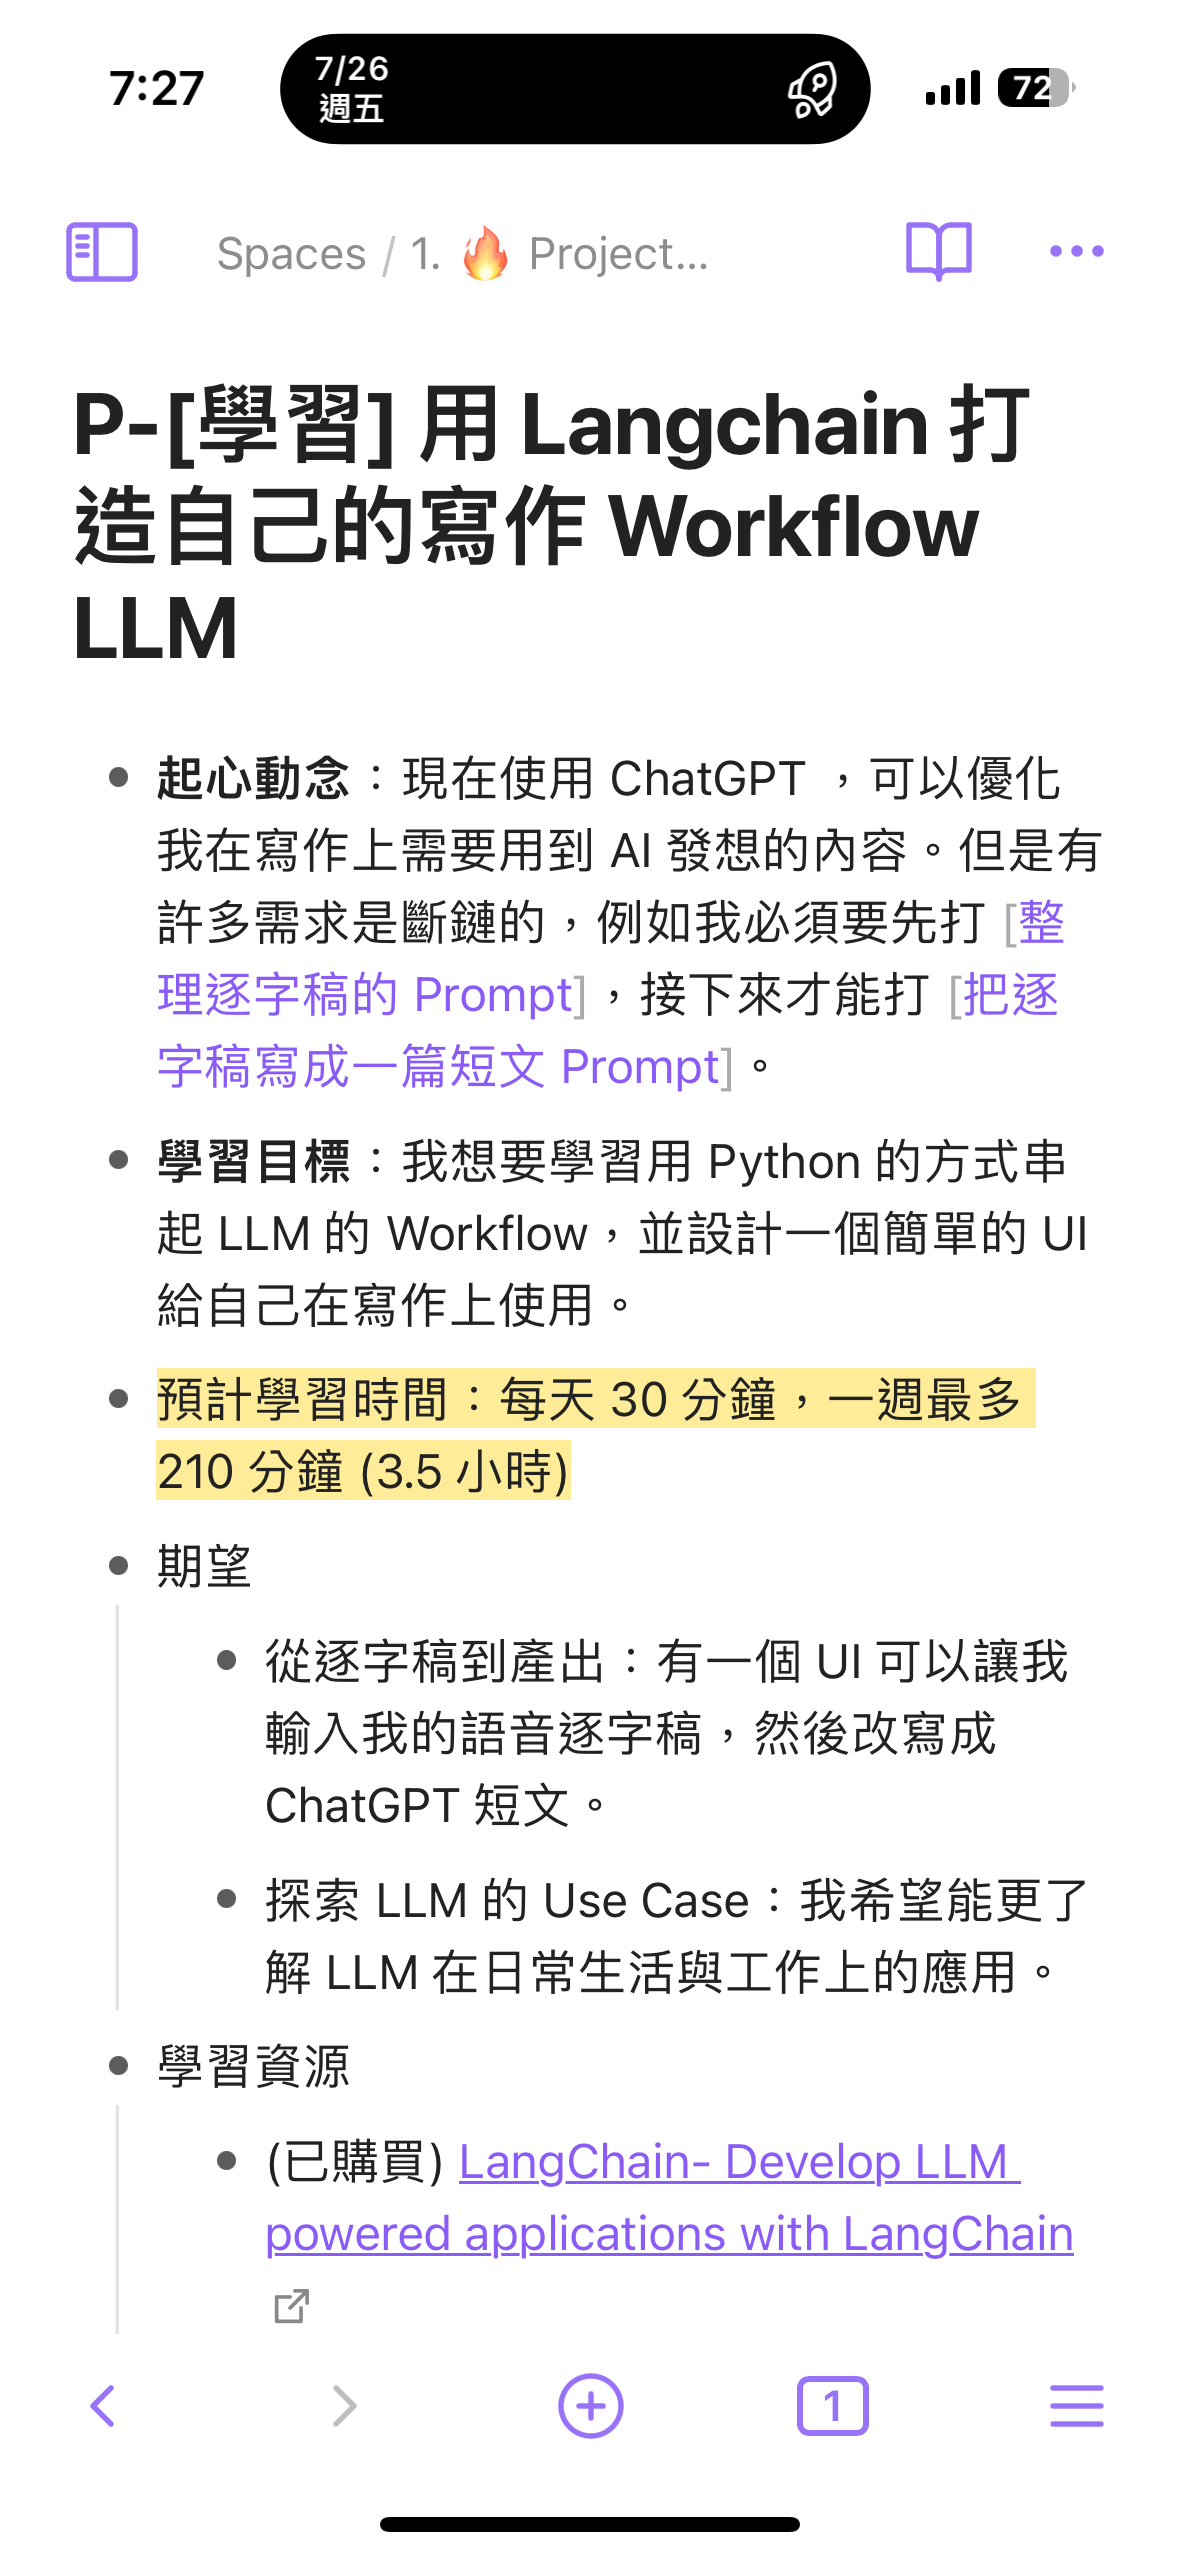 7:27
7/26
週五
72
Spaces / 1. 🔥 Project...
P-[學習] 用 Langchain 打
造自己的寫作 Workflow
LLM
起心動念：現在使用 ChatGPT ，可以優化
我在寫作上需要用到 AI 發想的內容。但是有
許多需求是斷鏈的，例如我必須要先打 [整
理逐字稿的 Prompt]，接下來才能打 [把逐
字稿寫成一篇短文 Prompt]。
學習目標：我想要學習用 Python 的方式串
起 LLM 的 Workflow，並設計一個簡單的 UI
給自己在寫作上使用。
預計學習時間：每天 30 分鐘，一週最多
210 分鐘 (3.5 小時)
期望
從逐字稿到產出：有一個 UI 可以讓我
輸入我的語音逐字稿，然後改寫成
ChatGPT 短文。
探索 LLM 的 Use Case：我希望能更了
解 LLM 在日常生活與工作上的應用。
學習資源
(已購買) LangChain- Develop LLM
powered applications with LangChain
1